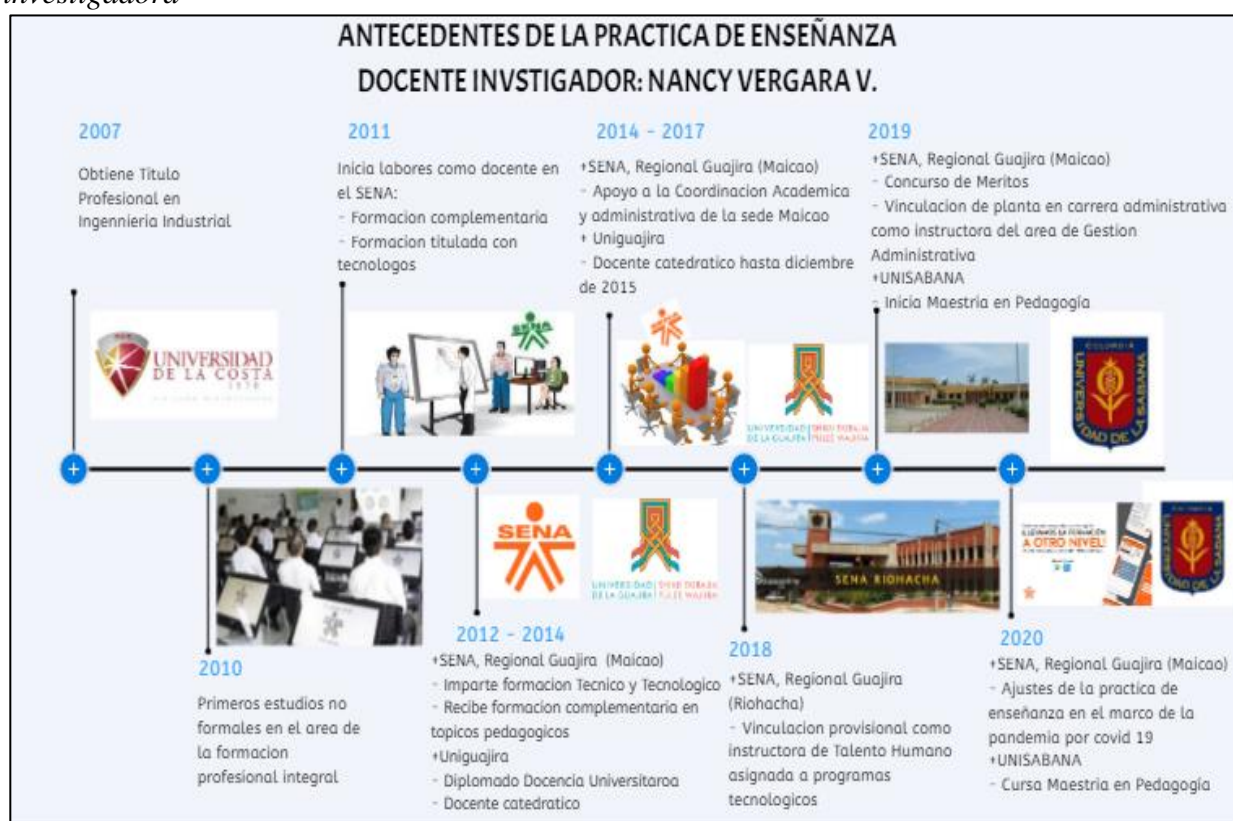 investigadora
ANTECEDENTES DE LA PRACTICA DE ENSEÑANZA
DOCENTE INVSTIGADOR: NANCY VERGARA V.
2007
Obtiene Titulo
Profesional en
Ingennieria Industrial
2011
Inicia labores como docente en
el SENA:
- Formacion complementaria
- Formacion titulada con
tecnologos
2014 - 2017
+SENA, Regional Guajira (Maicao)
- Apoyo a la Coordinacion Academica
y administrativa de la sede Maicao
+ Uniguajira
- Docente catedratico hasta diciembre
de 2015
2019
+SENA, Regional Guajira (Maicao)
- Concurso de Meritos
- Vinculacion de planta en carrera administrativa
como instructora del area de Gestion
Administrativa
+UNISABANA
- Inicia Maestria en Pedagogía
UNIVERSIDAD
DE LA COSTA
1970
SENA
UNIVERSIDAD
DE LA GUAJIRA
COLOMBIA
UNIVERSIDAD DE LA SABANA
SENA
UNIVERSIDAD
DE LA GUAJIRA
SENA RIOHACHA
A OTRO NIVEL!
2010
Primeros estudios no
formales en el area de
la formacion
profesional integral
2012 - 2014
+SENA, Regional Guajira (Maicao)
- Imparte formacion Tecnico y Tecnologico
- Recibe formacion complementaria en
topicos pedagogicos
+Uniguajira
- Diplomado Docencia Universitaroa
- Docente catedratico
2018
+SENA, Regional Guajira
(Riohacha)
- Vinculacion provisional como
instructora de Talento Humano
asignada a programas
tecnologicos
2020
+SENA, Regional Guajira (Maicao)
- Ajustes de la practica de
enseñanza en el marco de la
pandemia por covid 19
+UNISABANA
- Cursa Maestria en Pedagogía